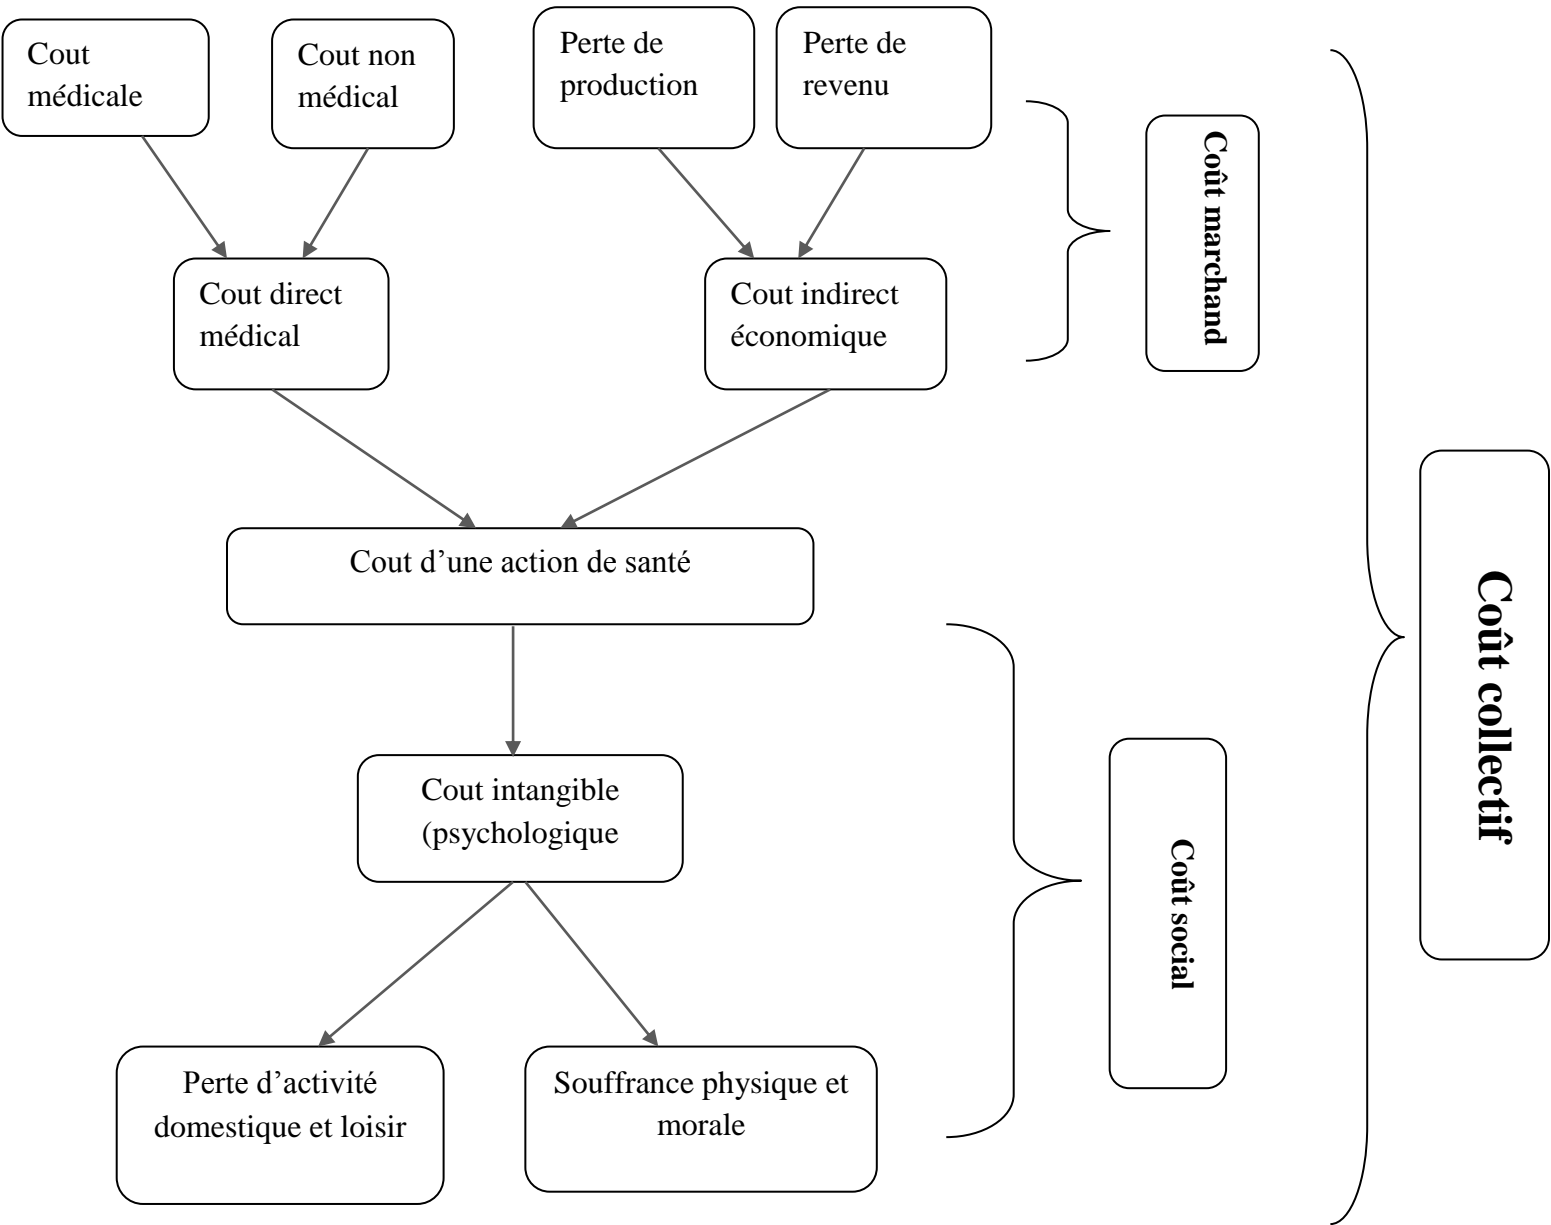 Cout
médicale
Cout non
médical
Perte de
production
Perte de
revenu
Coût marchand
Cout direct
médical
Cout indirect
économique
Cout d’une action de santé
Coût collectif
Cout intangible
(psychologique
Coût social
Perte d’activité
domestique et loisir
Souffrance physique et
morale